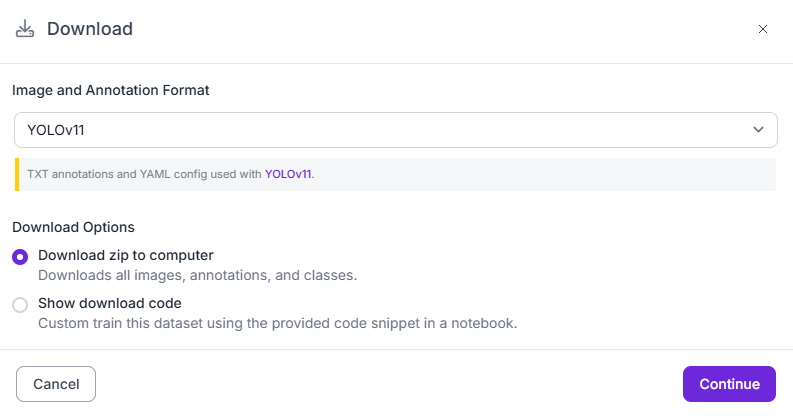 Download
Image and Annotation Format
YOLOv11
TXT annotations and YAML config used with YOLOv11.
Download Options
Download zip to computer
Downloads all images, annotations, and classes.
Show download code
Custom train this dataset using the provided code snippet in a notebook.
Cancel
Continue